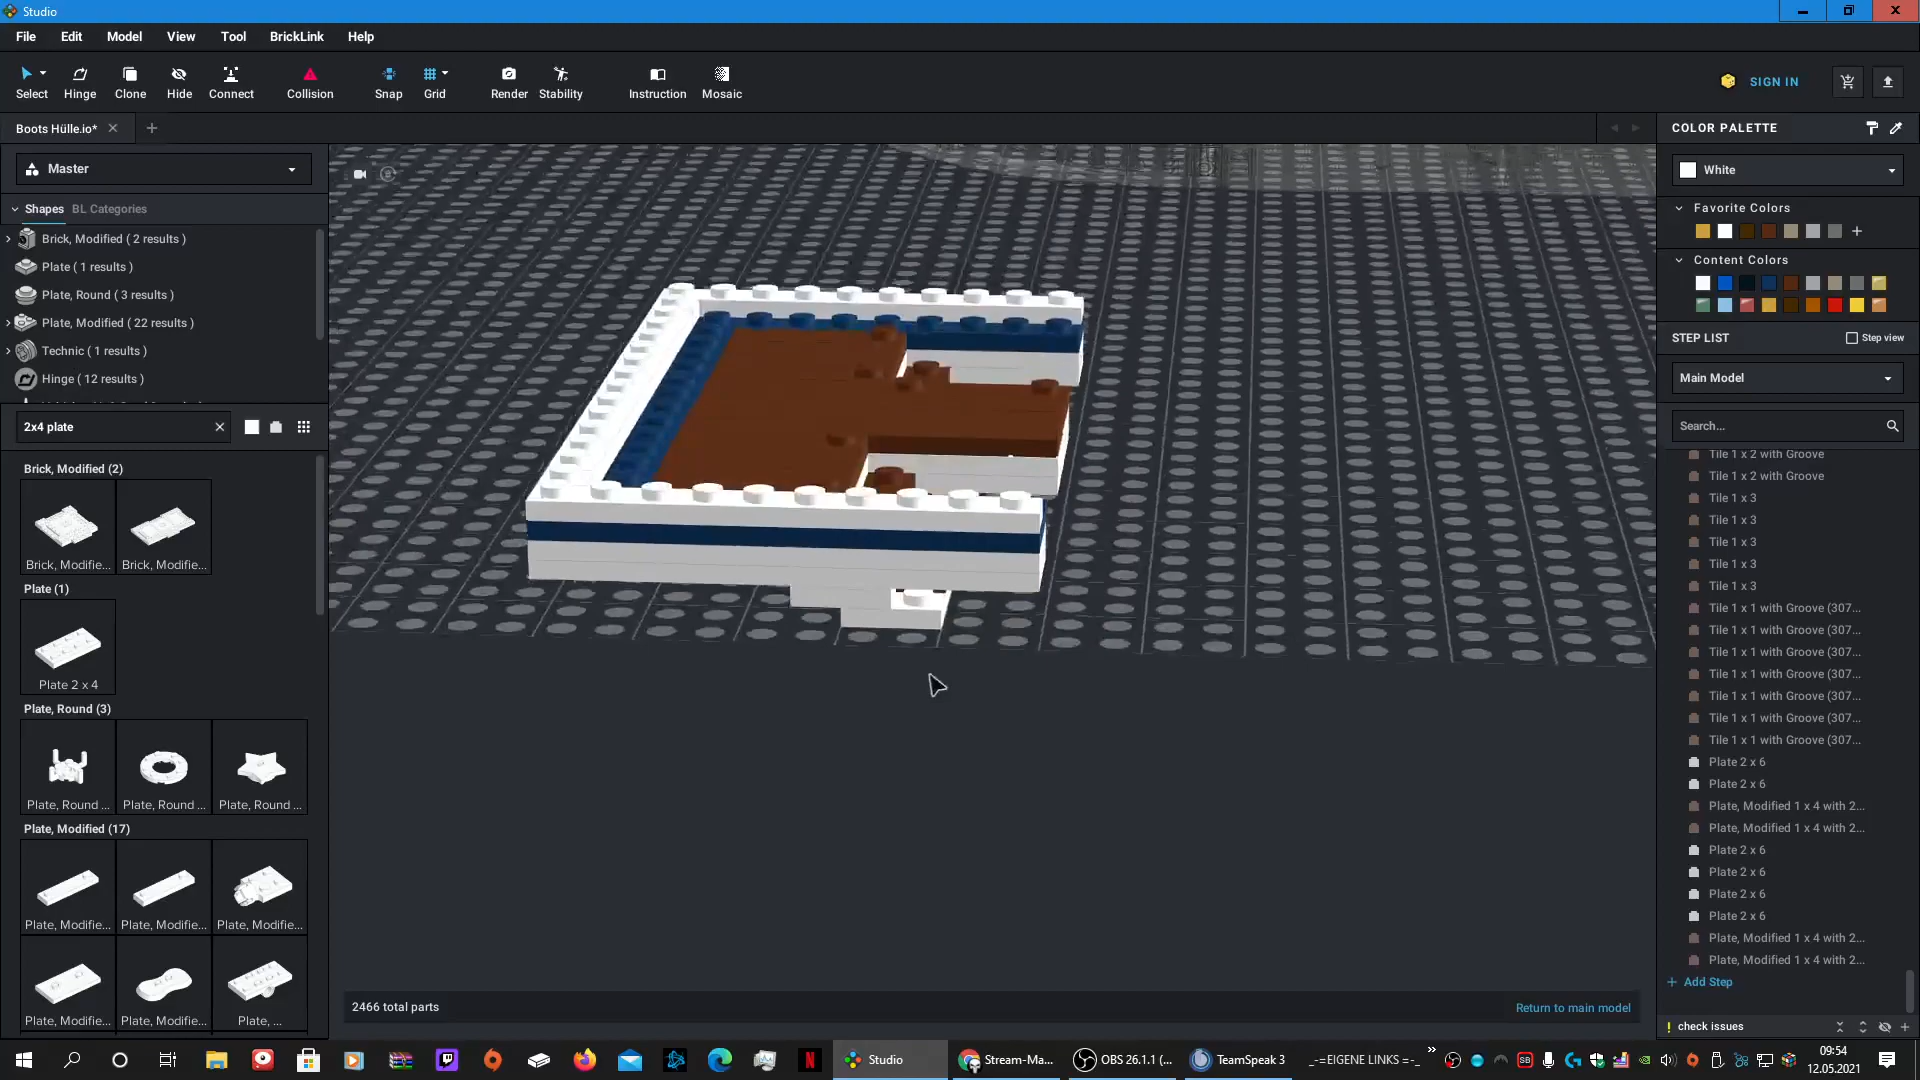 Studio
File Edit Model View Tool BrickLink Help
Select Hinge Clone Hide Connect Collision Snap Grid Render Stability Instruction Mosaic SIGN IN
Boots Hülle.io*
Master
Shapes BL Categories
Brick, Modified ( 2 results )
Plate ( 1 results )
Plate, Round ( 3 results )
Plate, Modified ( 22 results )
Technic ( 1 results )
Hinge ( 12 results )
2x4 plate
Brick, Modified (2)
Brick, Modifie... Brick, Modifie...
Plate (1)
Plate 2 x 4
Plate, Round (3)
Plate, Round ... Plate, Round ... Plate, Round ...
Plate, Modified (17)
Plate, Modifie... Plate, Modifie... Plate, Modifie...
Plate, Modifie... Plate, Modifie... Plate, ...
2466 total parts
Return to main model
COLOR PALETTE
White
Favorite Colors
Content Colors
STEP LIST
Step view
Main Model
Search...
Tile 1 x 2 with Groove
Tile 1 x 2 with Groove
Tile 1 x 3
Tile 1 x 3
Tile 1 x 3
Tile 1 x 3
Tile 1 x 3
Tile 1 x 1 with Groove (307...
Tile 1 x 1 with Groove (307...
Tile 1 x 1 with Groove (307...
Tile 1 x 1 with Groove (307...
Tile 1 x 1 with Groove (307...
Tile 1 x 1 with Groove (307...
Tile 1 x 1 with Groove (307...
Plate 2 x 6
Plate 2 x 6
Plate, Modified 1 x 4 with 2...
Plate, Modified 1 x 4 with 2...
Plate 2 x 6
Plate 2 x 6
Plate 2 x 6
Plate 2 x 6
Plate, Modified 1 x 4 with 2...
Plate, Modified 1 x 4 with 2...
+ Add Step
! check issues
Studio Stream-Ma... OBS 26.1.1 (... TeamSpeak 3 _-=EIGENE LINKS =-_ »
09:54
12.05.2021